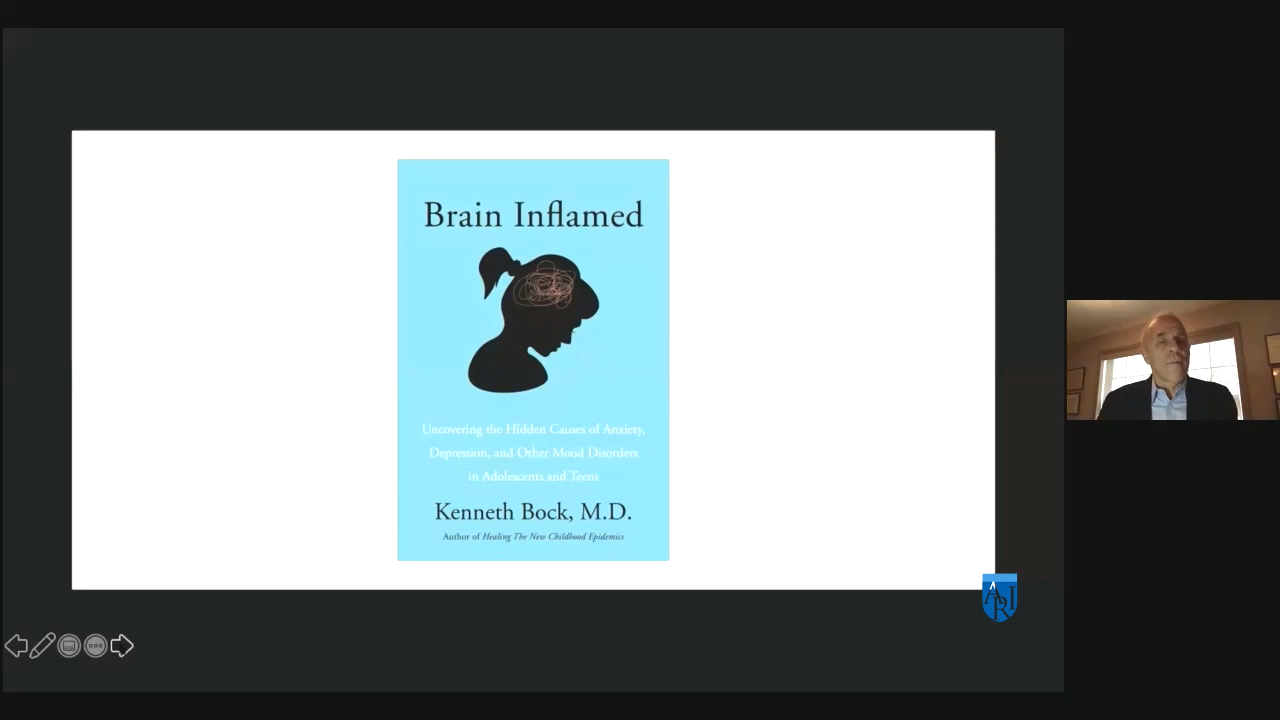 Brain Inflamed
Uncovering the Hidden Causes of Anxiety,
Depression, and Other Mood Disorders
in Adolescents and Teens
Kenneth Bock, M.D.
Author of Healing The New Childhood Epidemics
ARI